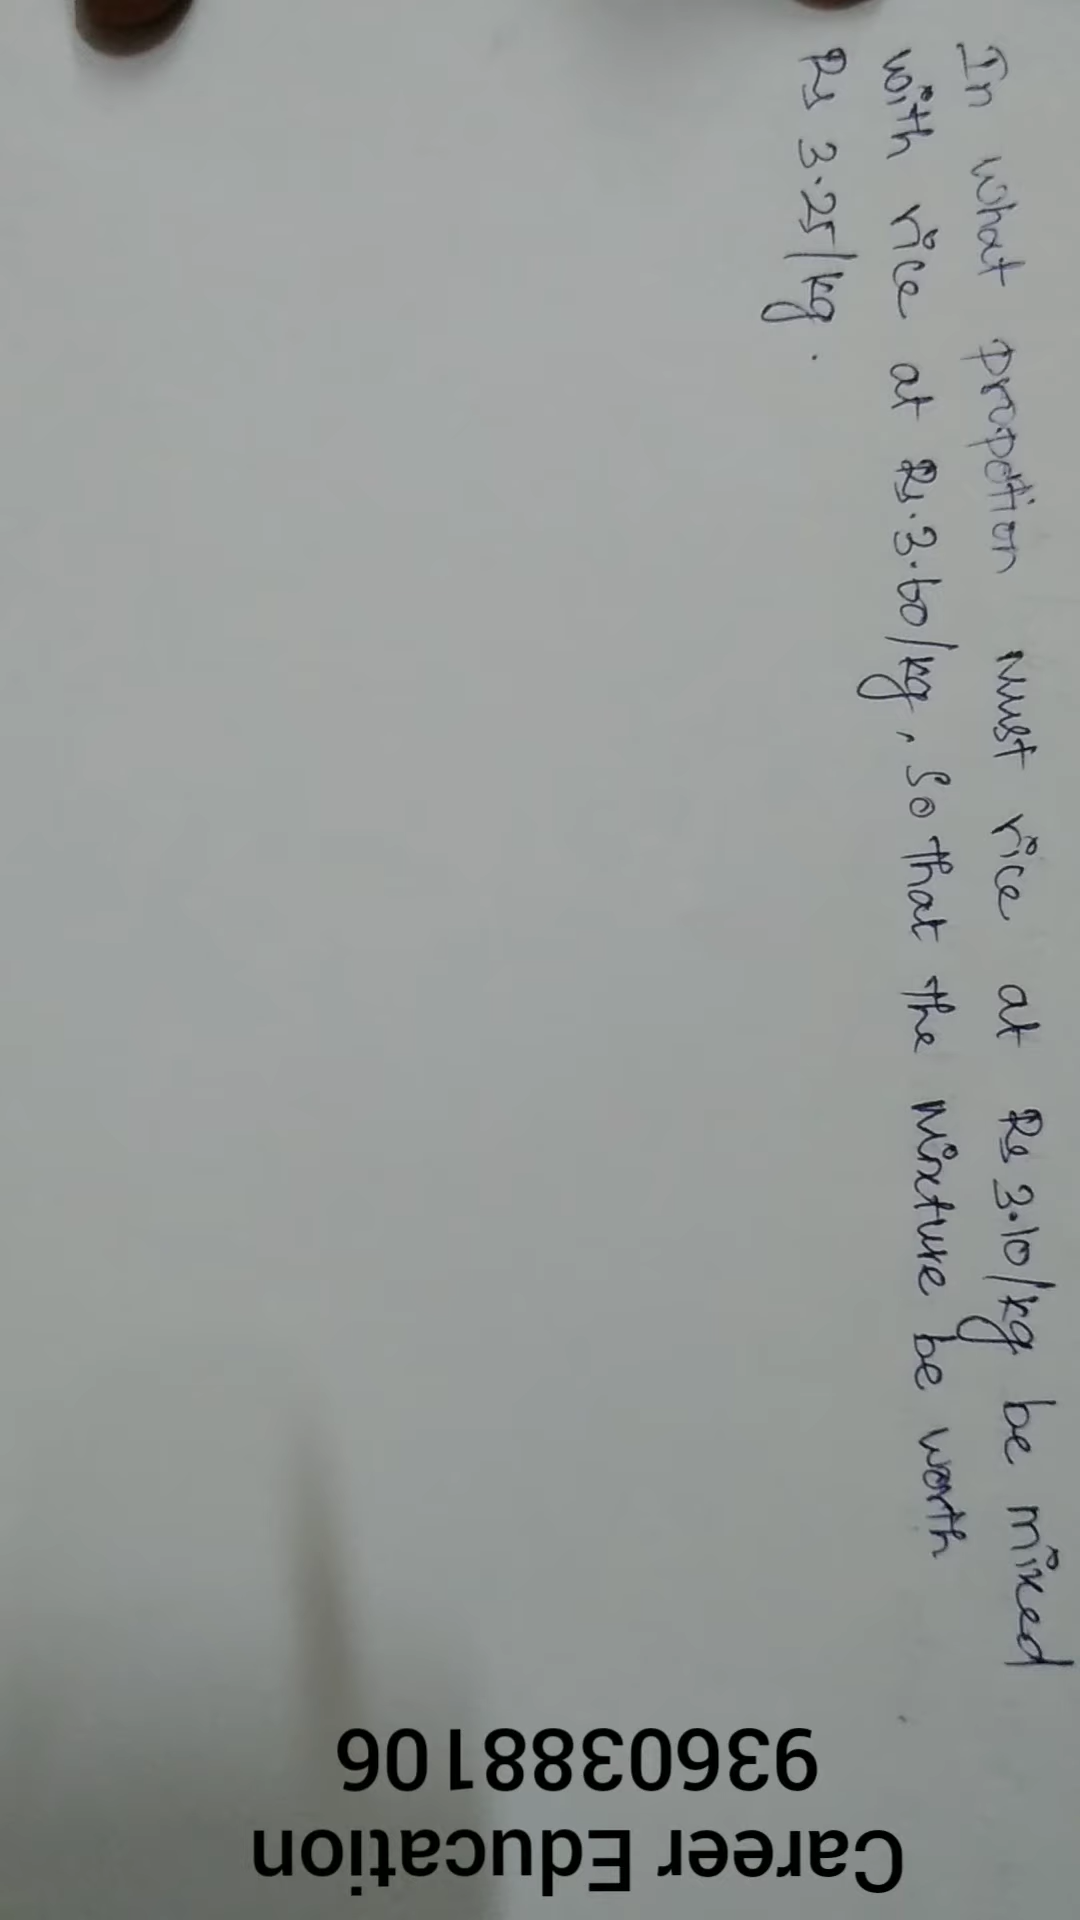 In what propotion must rice at Rs 3.10/kg be mixed
with rice at Rs.3.60/kg, So that the mixture be worth
Rs 3.25/kg.
Career Education
9360388106